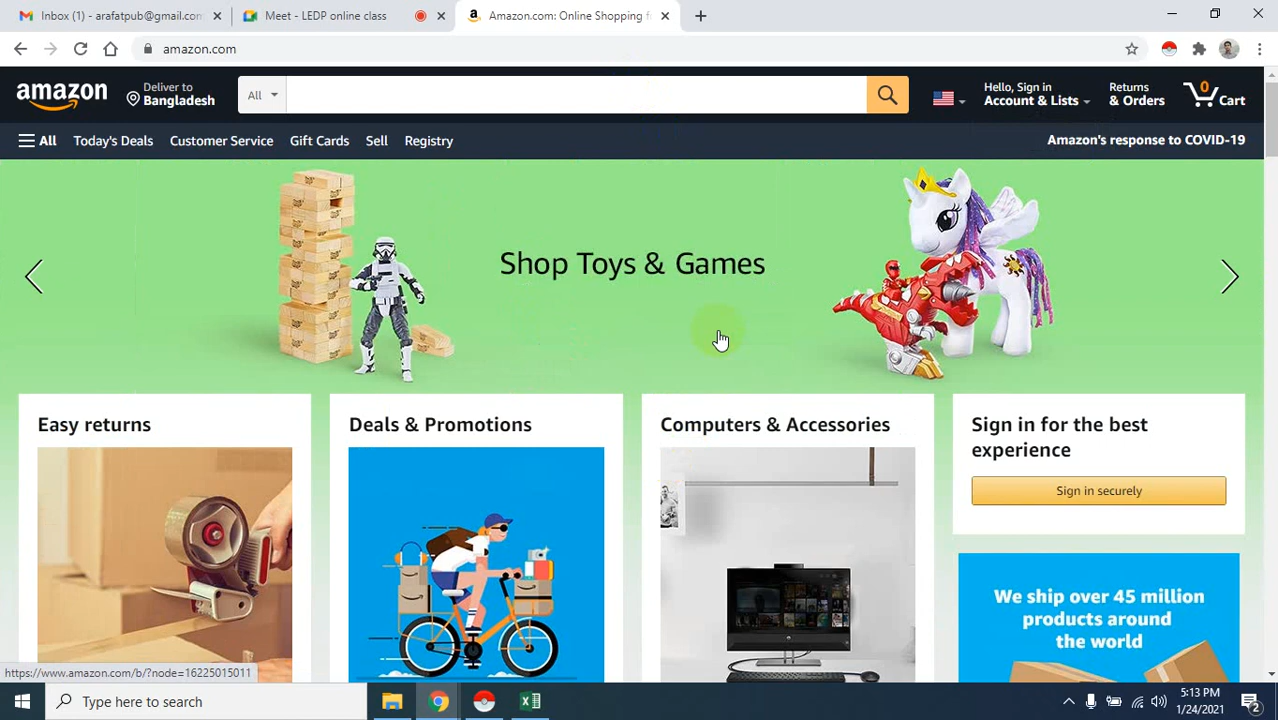 Inbox (1) - arafatpub@gmail.com
Meet - LEDP online class
Amazon.com: Online Shopping f
amazon.com
amazon
Deliver to
Bangladesh
All
Hello, Sign in
Account & Lists
Returns
& Orders
0
Cart
All
Today's Deals
Customer Service
Gift Cards
Sell
Registry
Amazon's response to COVID-19
Shop Toys & Games
Easy returns
Deals & Promotions
Computers & Accessories
Sign in for the best
experience
Sign in securely
We ship over 45 million
products around
the world
https://www.amazon.com/b/?node=16225015011
Type here to search
5:13 PM
1/24/2021
2